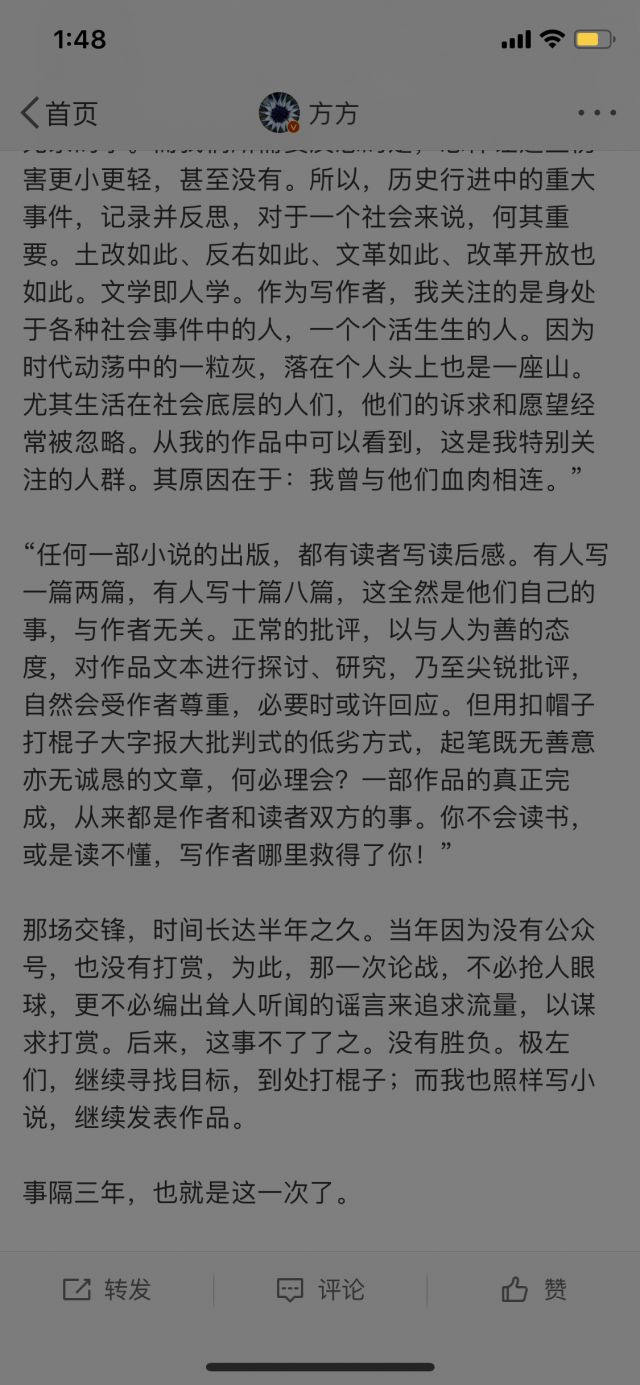 1:48
首页
方方
害更小更轻，甚至没有。所以，历史行进中的重大
事件，记录并反思，对于一个社会来说，何其重
要。土改如此、反右如此、文革如此、改革开放也
如此。文学即人学。作为写作者，我关注的是身处
于各种社会事件中的人，一个个活生生的人。因为
时代动荡中的一粒灰，落在个人头上也是一座山。
尤其生活在社会底层的人们，他们的诉求和愿望经
常被忽略。从我的作品中可以看到，这是我特别关
注的人群。其原因在于：我曾与他们血肉相连。”
“任何一部小说的出版，都有读者写读后感。有人写
一篇两篇，有人写十篇八篇，这全然是他们自己的
事，与作者无关。正常的批评，以与人为善的态
度，对作品文本进行探讨、研究，乃至尖锐批评，
自然会受作者尊重，必要时或许回应。但用扣帽子
打棍子大字报大批判式的低劣方式，起笔既无善意
亦无诚恳的文章，何必理会？一部作品的真正完
成，从来都是作者和读者双方的事。你不会读书，
或是读不懂，写作者哪里救得了你！”
那场交锋，时间长达半年之久。当年因为没有公众
号，也没有打赏，为此，那一次论战，不必抢人眼
球，更不必编出耸人听闻的谣言来追求流量，以谋
求打赏。后来，这事不了了之。没有胜负。极左
们，继续寻找目标，到处打棍子；而我也照样写小
说，继续发表作品。
事隔三年，也就是这一次了。
转发
评论
赞